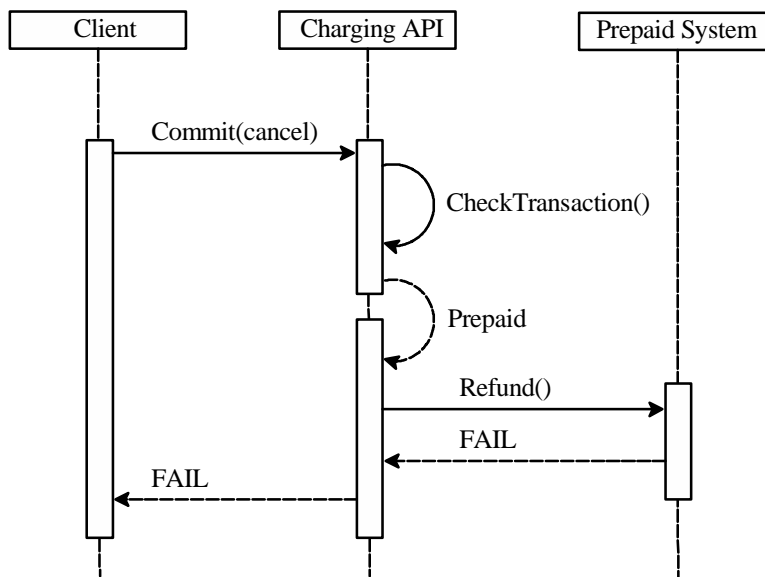 Client
Charging API
Prepaid System
Commit(cancel)
CheckTransaction()
Prepaid
Refund()
FAIL
FAIL